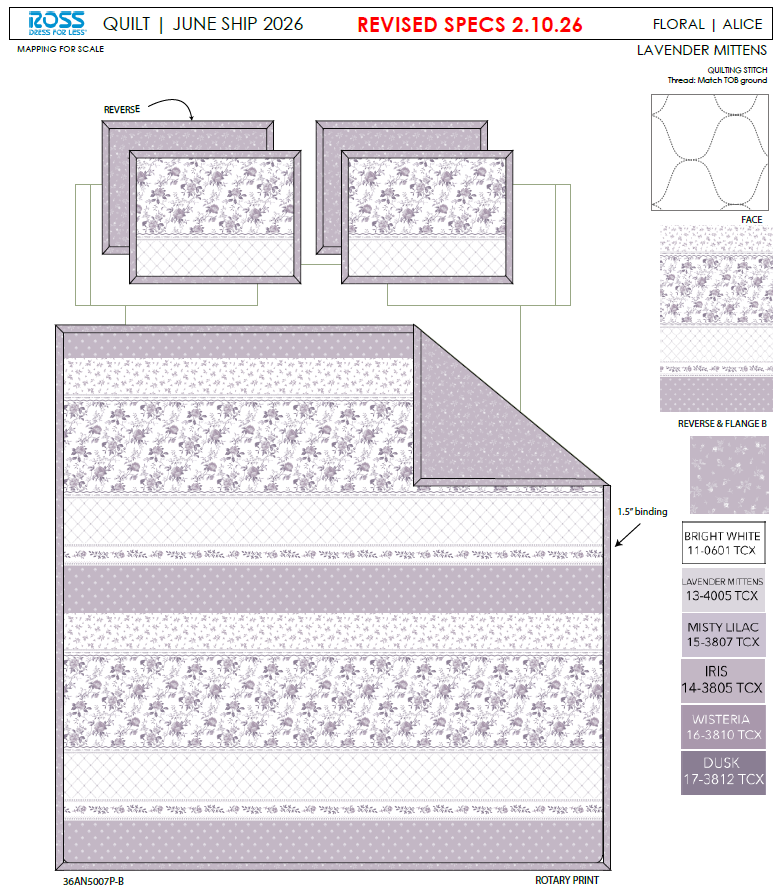 ROSS
DRESS FOR LESS®
QUILT | JUNE SHIP 2026
REVISED SPECS 2.10.26
FLORAL | ALICE
MAPPING FOR SCALE
LAVENDER MITTENS
QUILTING STITCH
Thread: Match TOB ground
REVERSE
FACE
REVERSE & FLANGE B
1.5" binding
BRIGHT WHITE
11-0601 TCX
LAVENDER MITTENS
13-4005 TCX
MISTY LILAC
15-3807 TCX
IRIS
14-3805 TCX
WISTERIA
16-3810 TCX
DUSK
17-3812 TCX
36AN5007P-B
ROTARY PRINT